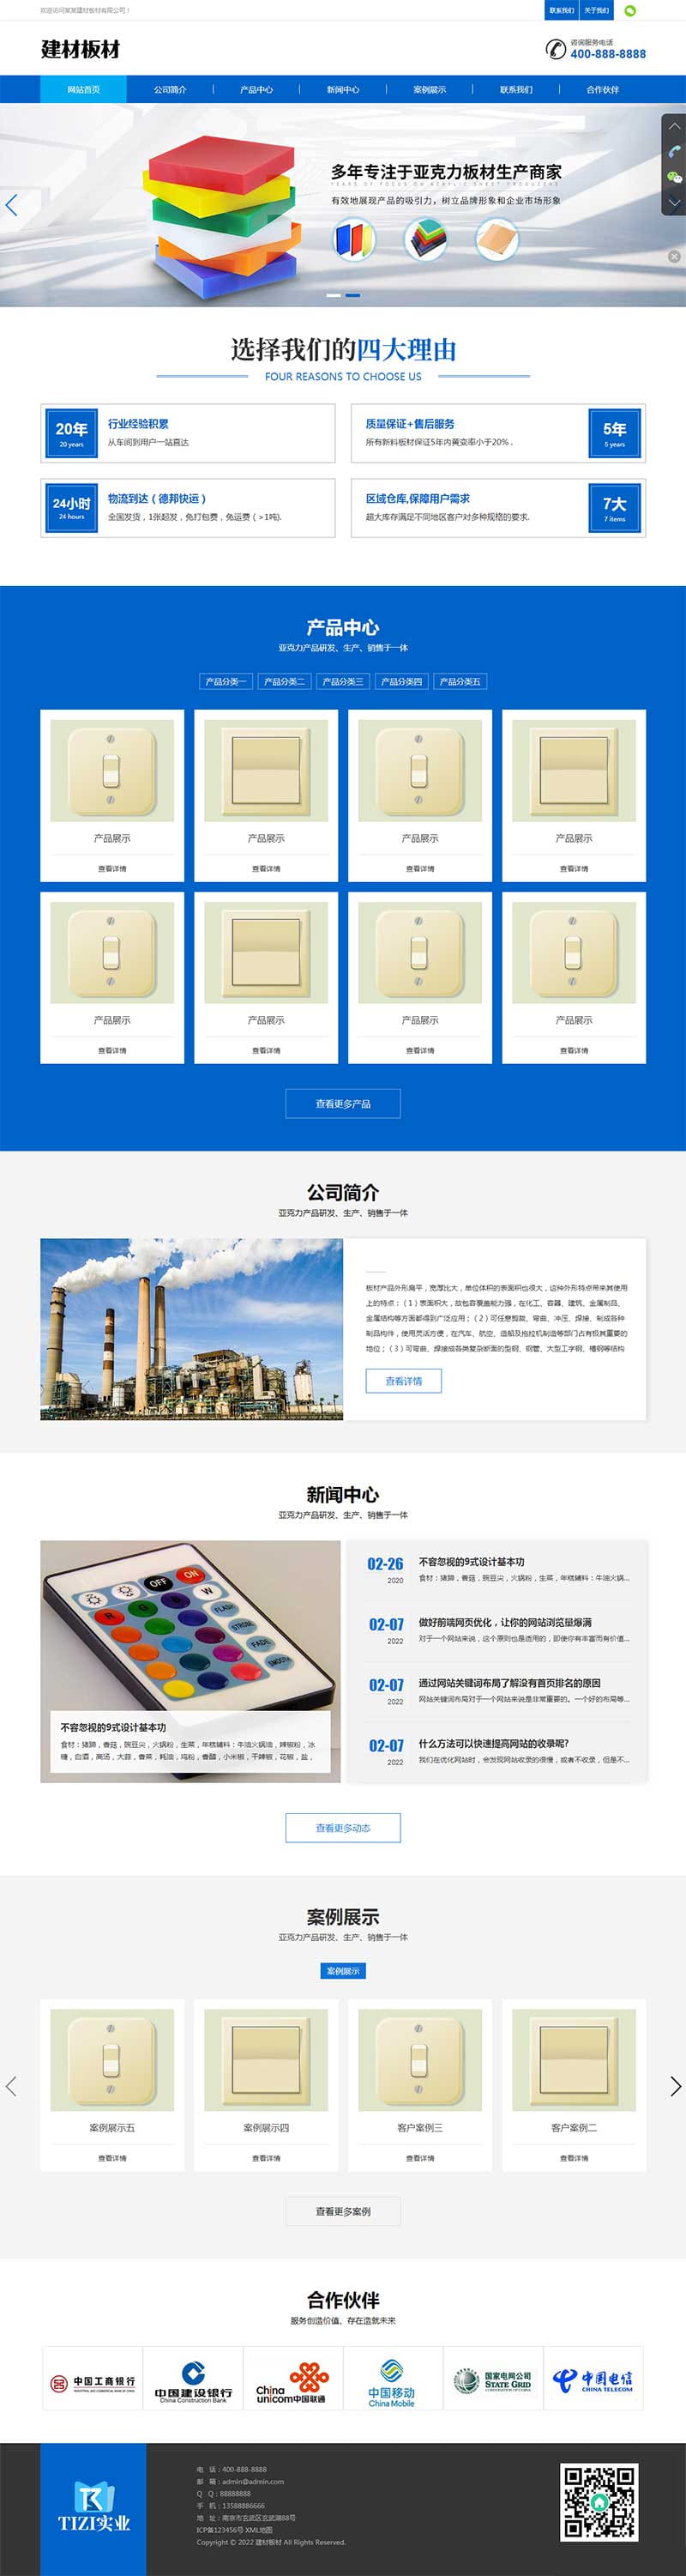 欢迎访问某某建材板材有限公司！
联系我们 关于我们
建材板材
咨询服务电话
400-888-8888
网站首页 公司简介 产品中心 新闻中心 案例展示 联系我们 合作伙伴
多年专注于亚克力板材生产商家
YEARS OF FOCUS ON ACRYLIC SHEET PRODUCERS
有效地展现产品的吸引力，树立品牌形象和企业市场形象
选择我们的四大理由
FOUR REASONS TO CHOOSE US
20年
20 years
行业经验积累
从车间到用户一站直达
质量保证+售后服务
所有新料板材保证5年内黄变率小于20% .
5年
5 years
24小时
24 hours
物流到达（德邦快运）
全国发货，1张起发，免打包费，免运费（＞1吨).
区域仓库,保障用户需求
超大库存满足不同地区客户对多种规格的要求.
7大
7 items
产品中心
亚克力产品研发、生产、销售于一体
产品分类一 产品分类二 产品分类三 产品分类四 产品分类五
产品展示 产品展示 产品展示 产品展示
查看详情 查看详情 查看详情 查看详情
产品展示 产品展示 产品展示 产品展示
查看详情 查看详情 查看详情 查看详情
查看更多产品
公司简介
亚克力产品研发、生产、销售于一体
板材产品外形扁平，宽厚比大，单位体积的表面积也很大，这种外形特点带来其使用
上的特点：（1）表面积大，故包容覆盖能力强，在化工、容器、建筑、金属制品、
金属结构等方面都得到广泛应用；（2）可任意剪裁、弯曲、冲压、焊接、制成各种
制品构件，使用灵活方便，在汽车、航空、造船及拖拉机制造等部门占有极其重要的
地位；（3）可弯曲、焊接成各类复杂断面的型钢、钢管、大型工字钢、槽钢等结构
查看详情
新闻中心
亚克力产品研发、生产、销售于一体
OFF ON
R G B W
FLASH
STROBE
FADE
SMOOTH
不容忽视的9式设计基本功
食材：猪蹄，香菇，豌豆尖，火锅粉，生菜，年糕辅料：牛油火锅油，辣椒粉，冰
糖，白酒，高汤，大蒜，香菜，耗油，鸡粉，香醋，小米椒，干辣椒，花椒，盐，
02-26
2020
不容忽视的9式设计基本功
食材：猪蹄，香菇，豌豆尖，火锅粉，生菜，年糕辅料：牛油火锅...
02-07
2022
做好前端网页优化，让你的网站浏览量爆满
对于一个网站来说，这个原则也是适用的，即使你有丰富而有价值...
02-07
2022
通过网站关键词布局了解没有首页排名的原因
网站关键词布局对于一个网站来说是非常重要的。一个好的布局等...
02-07
2022
什么方法可以快速提高网站的收录呢?
我们在优化网站时，会发现网站收录的很慢，或者不收录，但是不...
查看更多动态
案例展示
亚克力产品研发、生产、销售于一体
案例展示
案例展示五 案例展示四 客户案例三 客户案例二
查看详情 查看详情 查看详情 查看详情
查看更多案例
合作伙伴
服务创造价值、存在造就未来
中国工商银行
INDUSTRIAL AND COMMERCIAL BANK OF CHINA
中国建设银行
China Construction Bank
China
unicom中国联通
中国移动
China Mobile
国家电网公司
STATE GRID
CORPORATION OF CHINA
中国电信
CHINA TELECOM
TIZI实业
电 话：400-888-8888
邮 箱：admin@admin.com
Q Q：88888888
手 机：13588886666
地 址：南京市玄武区玄武湖88号
ICP备123456号 XML地图
Copyright © 2022 建材板材 All Rights Reserved.